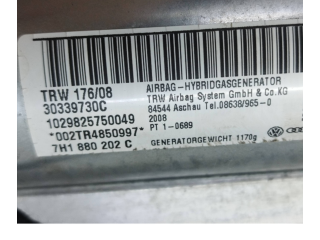 TRW 176/08
30339730C
1029825750049
*002TR4850997*
7H1 880 202 C
AIRBAG-HYBRIDGASGENERATOR
TRW Airbag System GmbH & Co.KG
84544 Aschau Tel.08638/965-0
2008
PT 1-0689
GENERATORGEWICHT 1170g